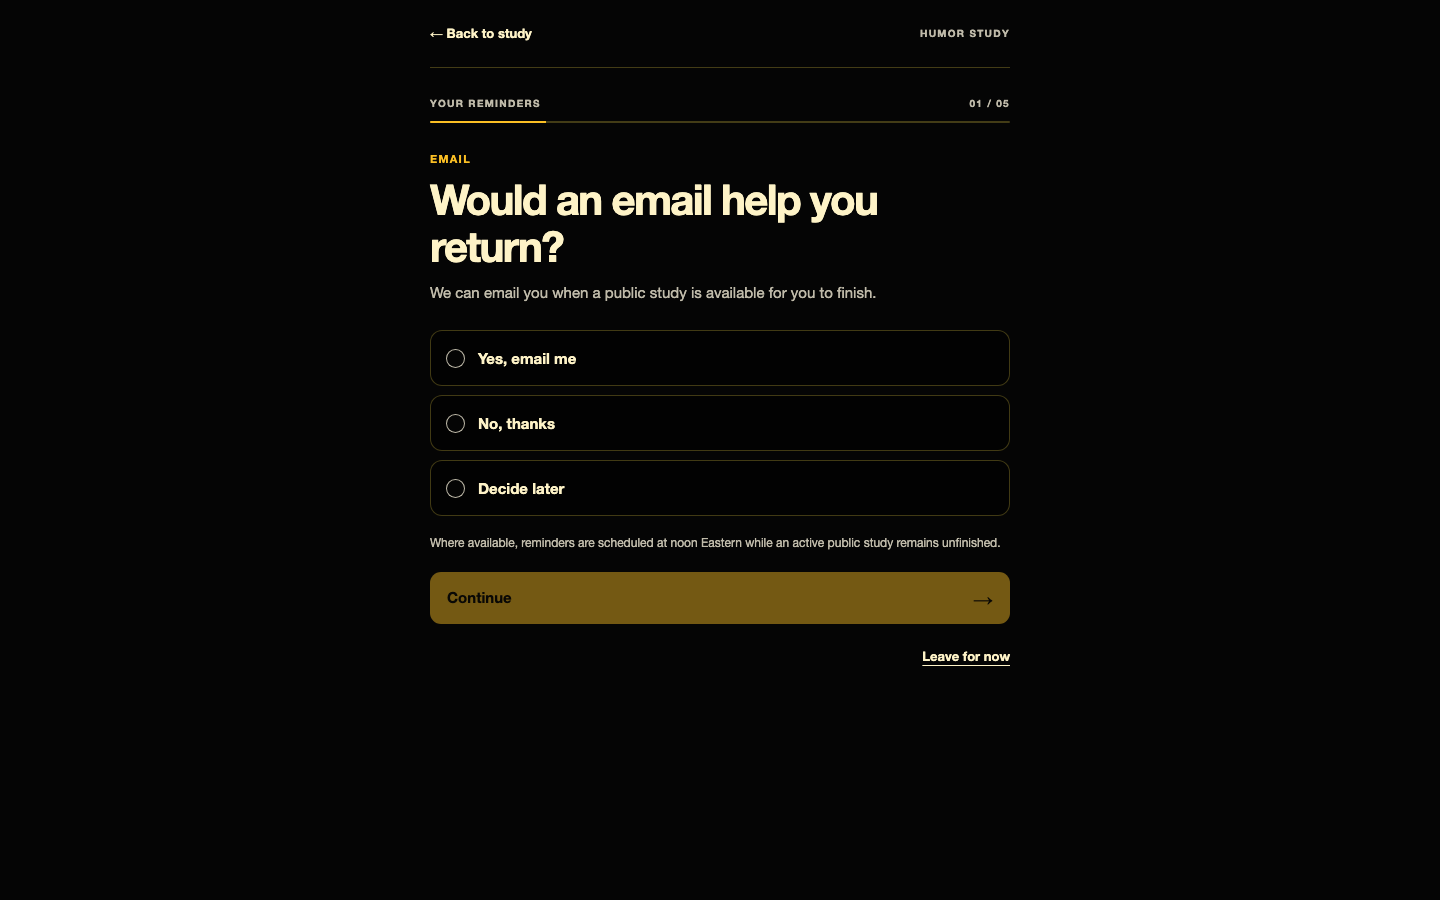 ← Back to study
HUMOR STUDY
YOUR REMINDERS
01 / 05
EMAIL
Would an email help you
return?
We can email you when a public study is available for you to finish.
Yes, email me
No, thanks
Decide later
Where available, reminders are scheduled at noon Eastern while an active public study remains unfinished.
Continue →
Leave for now